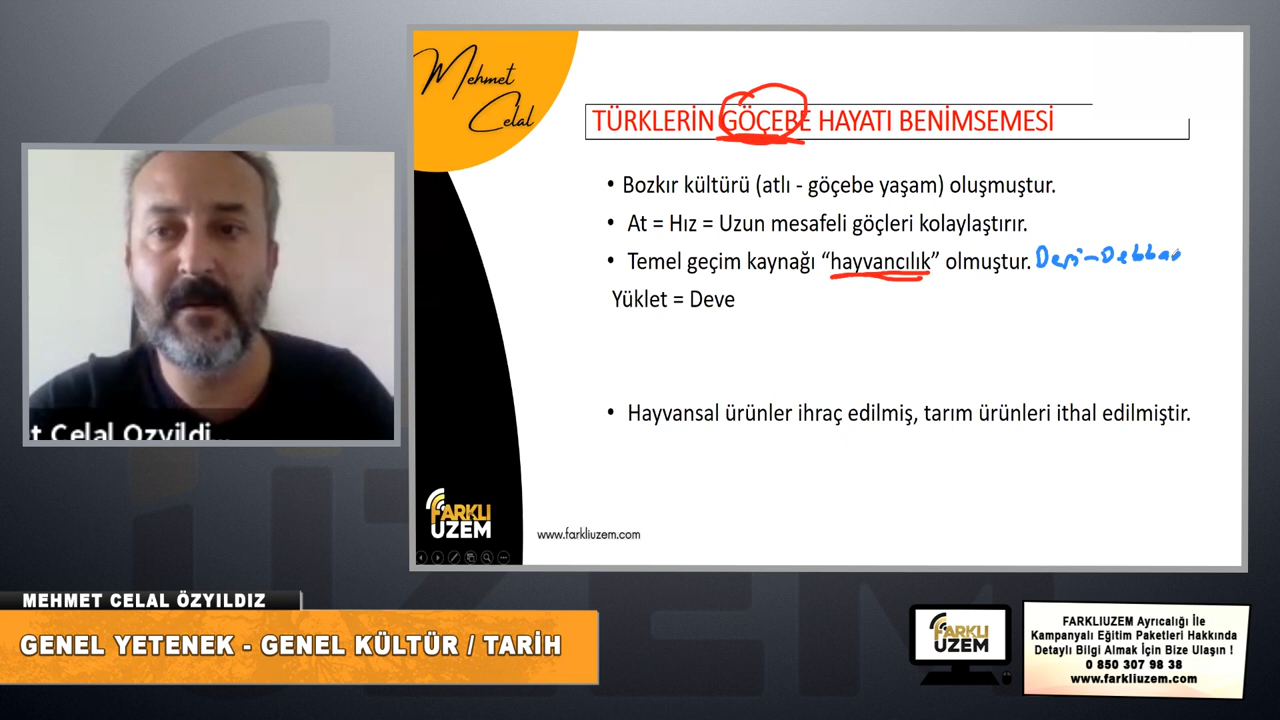 Mehmet
Celal
TÜRKLERİN GÖÇEBE HAYATI BENİMSEMESİ
• Bozkır kültürü (atlı - göçebe yaşam) oluşmuştur.
• At = Hız = Uzun mesafeli göçleri kolaylaştırır.
• Temel geçim kaynağı “hayvancılık” olmuştur. Deri-Debba
Yüklet = Deve
• Hayvansal ürünler ihraç edilmiş, tarım ürünleri ithal edilmiştir.
FARKLI
UZEM
www.farkliuzem.com
t Celal Ozyildi...
MEHMET CELAL ÖZYILDIZ
GENEL YETENEK - GENEL KÜLTÜR / TARİH
FARKLI
UZEM
FARKLIUZEM Ayrıcalığı İle
Kampanyalı Eğitim Paketleri Hakkında
Detaylı Bilgi Almak İçin Bize Ulaşın !
0 850 307 98 38
www.farkliuzem.com